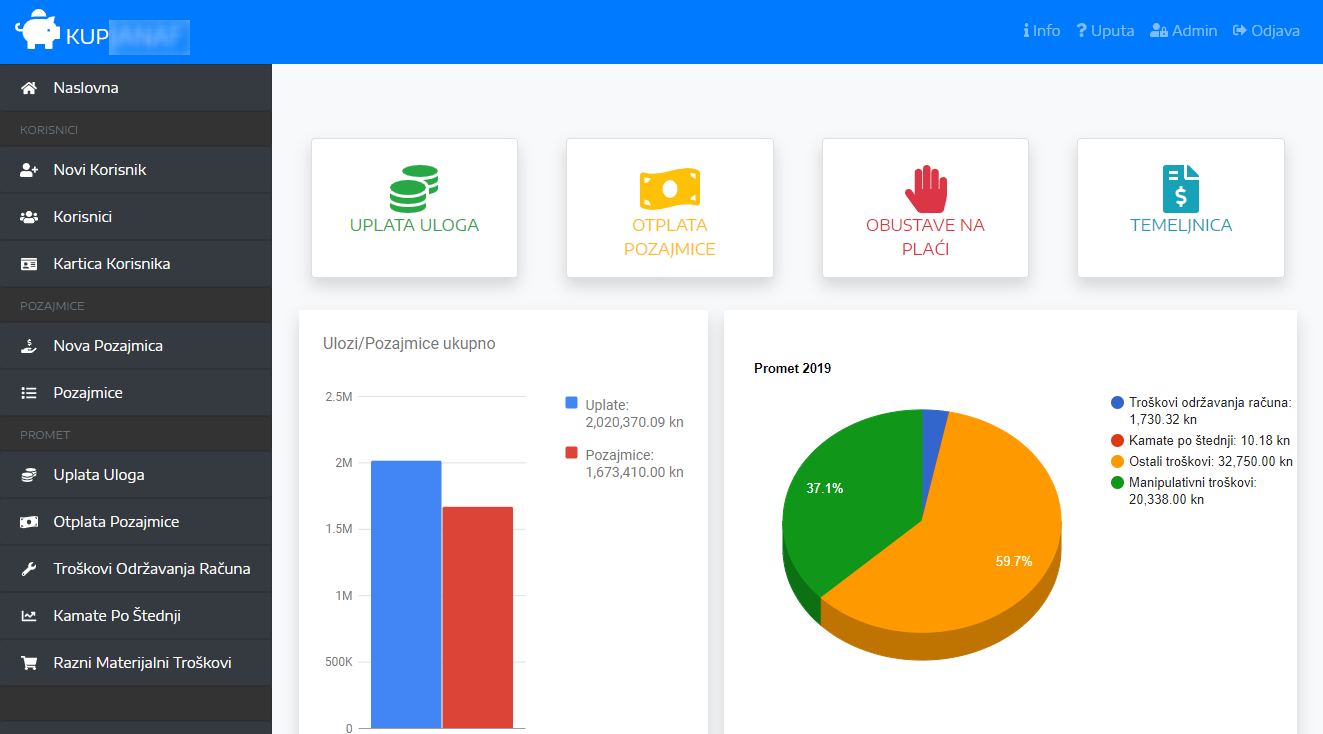 KUP
Info
Uputa
Admin
Odjava
Naslovna
KORISNICI
Novi Korisnik
Korisnici
Kartica Korisnika
POZAJMICE
Nova Pozajmica
Pozajmice
PROMET
Uplata Uloga
Otplata Pozajmice
Troškovi Održavanja Računa
Kamate Po Štednji
Razni Materijalni Troškovi
UPLATA ULOGA
OTPLATA
POZAJMICE
OBUSTAVE NA
PLAĆI
TEMELJNICA
Ulozi/Pozajmice ukupno
2.5M
2M
1.5M
1M
500K
0
Uplate:
2,020,370.09 kn
Pozajmice:
1,673,410.00 kn
Promet 2019
37.1%
59.7%
Troškovi održavanja računa:
1,730.32 kn
Kamate po štednji: 10.18 kn
Ostali troškovi: 32,750.00 kn
Manipulativni troškovi:
20,338.00 kn